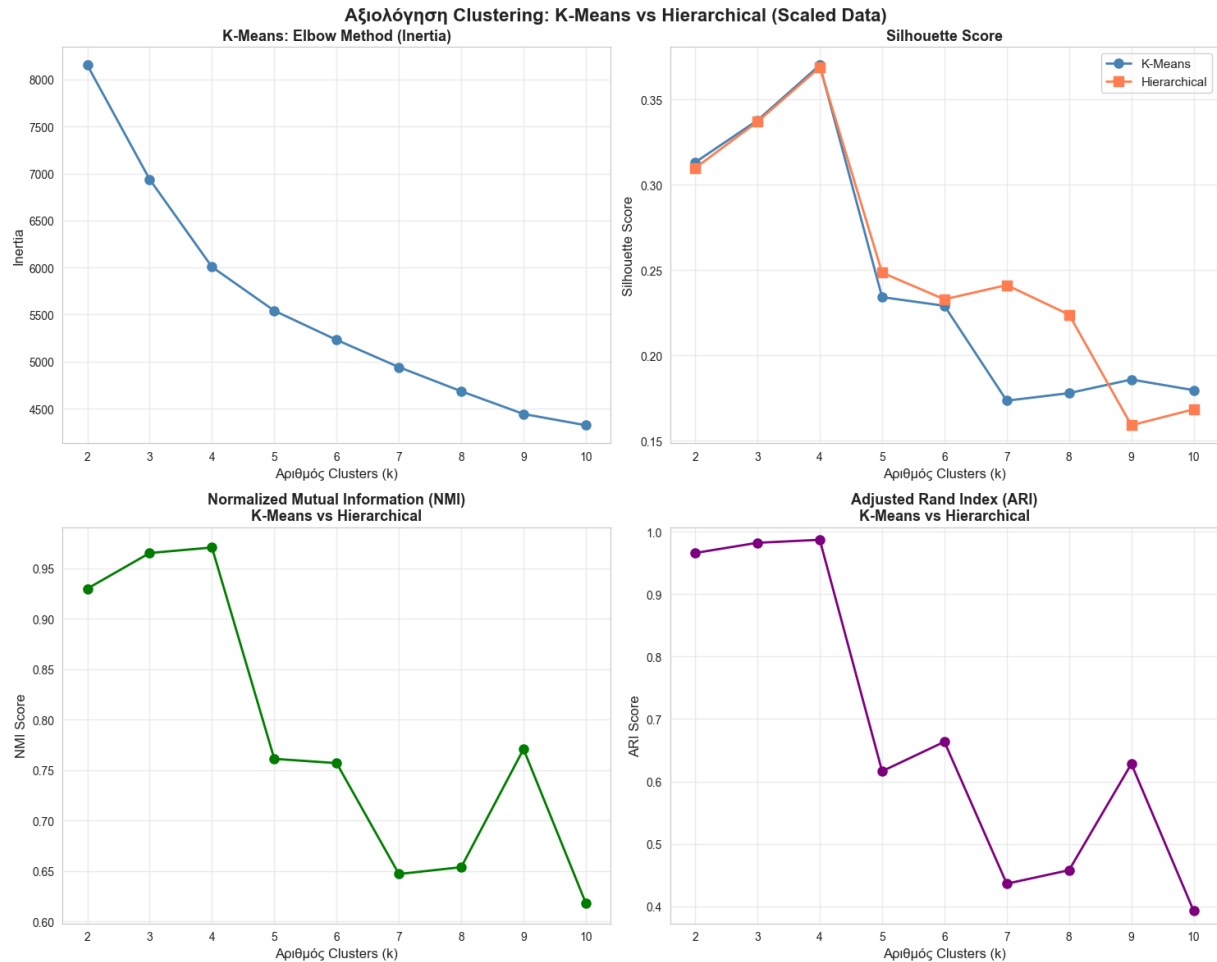 Αξιολόγηση Clustering: K-Means vs Hierarchical (Scaled Data)
K-Means: Elbow Method (Inertia)
Inertia
8000
7500
7000
6500
6000
5500
5000
4500
2 3 4 5 6 7 8 9 10
Αριθμός Clusters (k)
Silhouette Score
K-Means
Hierarchical
Silhouette Score
0.35
0.30
0.25
0.20
0.15
2 3 4 5 6 7 8 9 10
Αριθμός Clusters (k)
Normalized Mutual Information (NMI)
K-Means vs Hierarchical
NMI Score
0.95
0.90
0.85
0.80
0.75
0.70
0.65
0.60
2 3 4 5 6 7 8 9 10
Αριθμός Clusters (k)
Adjusted Rand Index (ARI)
K-Means vs Hierarchical
ARI Score
1.0
0.9
0.8
0.7
0.6
0.5
0.4
2 3 4 5 6 7 8 9 10
Αριθμός Clusters (k)